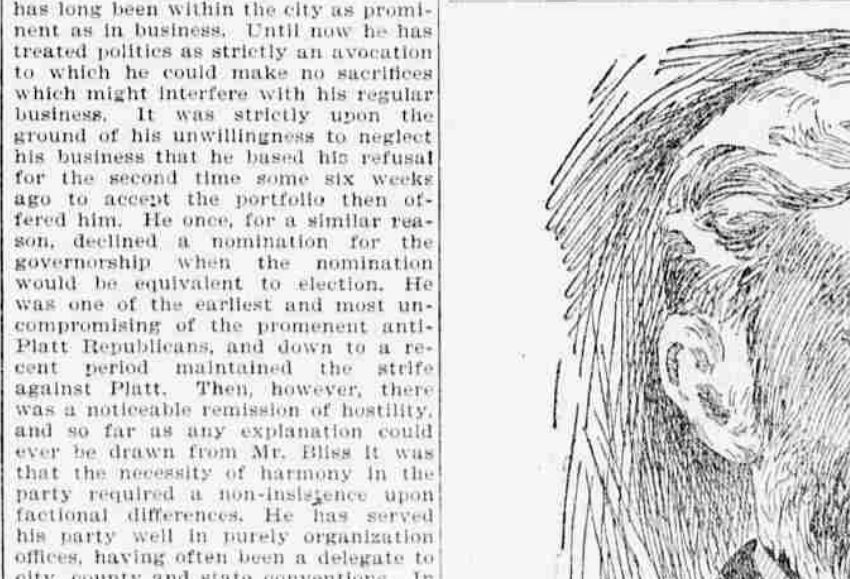 has long been within the city as promi-
nent as in business. Until now he has
treated politics as strictly an avocation
to which he could make no sacrifices
which might interfere with his regular
business. It was strictly upon the
ground of his unwillingness to neglect
his business that he based his refusal
for the second time some six weeks
ago to accept the portfolio then of-
fered him. He once, for a similar rea-
son, declined a nomination for the
governorship when the nomination
would be equivalent to election. He
was one of the earliest and most un-
compromising of the promenent anti-
Platt Republicans, and down to a re-
cent period maintained the strife
against Platt. Then, however, there
was a noticeable remission of hostility,
and so far as any explanation could
ever be drawn from Mr. Bliss it was
that the necessity of harmony in the
party required a non-insistence upon
factional differences. He has served
his party well in purely organization
offices, having often been a delegate to
city, county and state conventions. In